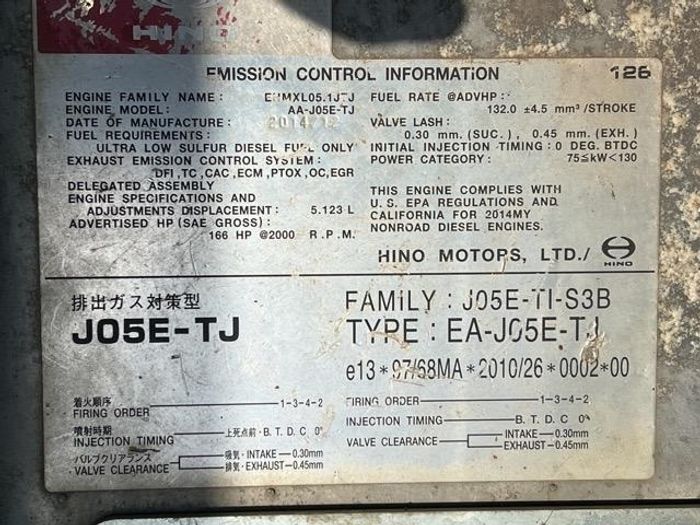 HINO
EMISSION CONTROL INFORMATION 126
ENGINE FAMILY NAME : EHMXL05.1JTJ
ENGINE MODEL: AA-J05E-TJ
DATE OF MANUFACTURE: 2014/12
FUEL REQUIREMENTS:
ULTRA LOW SULFUR DIESEL FUEL ONLY
EXHAUST EMISSION CONTROL SYSTEM :
DFI,TC,CAC,ECM,PTOX,OC,EGR
DELEGATED ASSEMBLY
ENGINE SPECIFICATIONS AND
ADJUSTMENTS DISPLACEMENT : 5.123 L
ADVERTISED HP (SAE GROSS) :
166 HP @2000 R.P.M.
FUEL RATE @ADVHP :
132.0 ±4.5 mm³/STROKE
VALVE LASH :
0.30 mm. (SUC.) , 0.45 mm. (EXH.)
INITIAL INJECTION TIMING : 0 DEG. BTDC
POWER CATEGORY : 75≤kW<130
THIS ENGINE COMPLIES WITH
U.S. EPA REGULATIONS AND
CALIFORNIA FOR 2014MY
NONROAD DIESEL ENGINES.
HINO MOTORS, LTD./
HINO
排出ガス対策型
J05E-TJ
着火順序
FIRING ORDER 1-3-4-2
噴射時期
INJECTION TIMING 上死点前・B. T. D. C 0°
バルブクリアランス
VALVE CLEARANCE
吸気・INTAKE 0.30mm
排気・EXHAUST 0.45mm
FAMILY : J05E-TI-S3B
TYPE : EA-J05E-TJ
e13*97/68MA*2010/26*0002*00
FIRING ORDER 1-3-4-2
INJECTION TIMING B. T. D. C 0°
VALVE CLEARANCE
INTAKE 0.30mm
EXHAUST 0.45mm